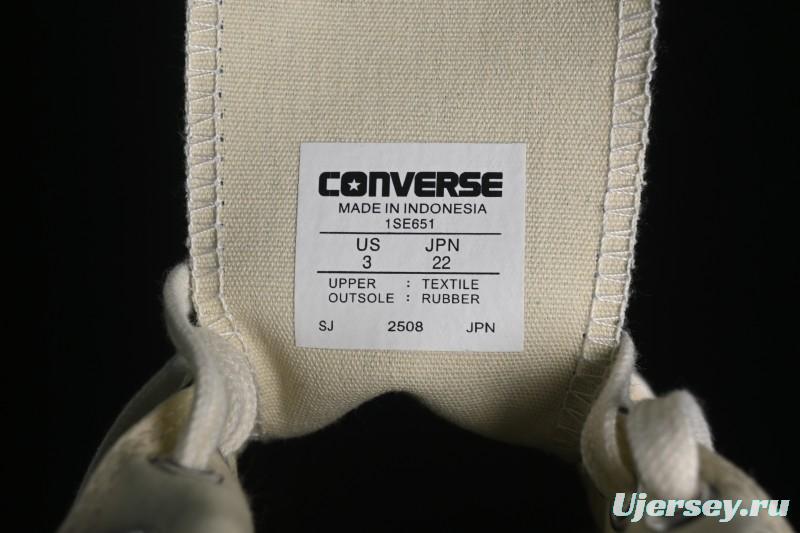 CONVERSE
MADE IN INDONESIA
1SE651
US JPN
3 22
UPPER : TEXTILE
OUTSOLE : RUBBER
SJ 2508 JPN
Ujersey.ru